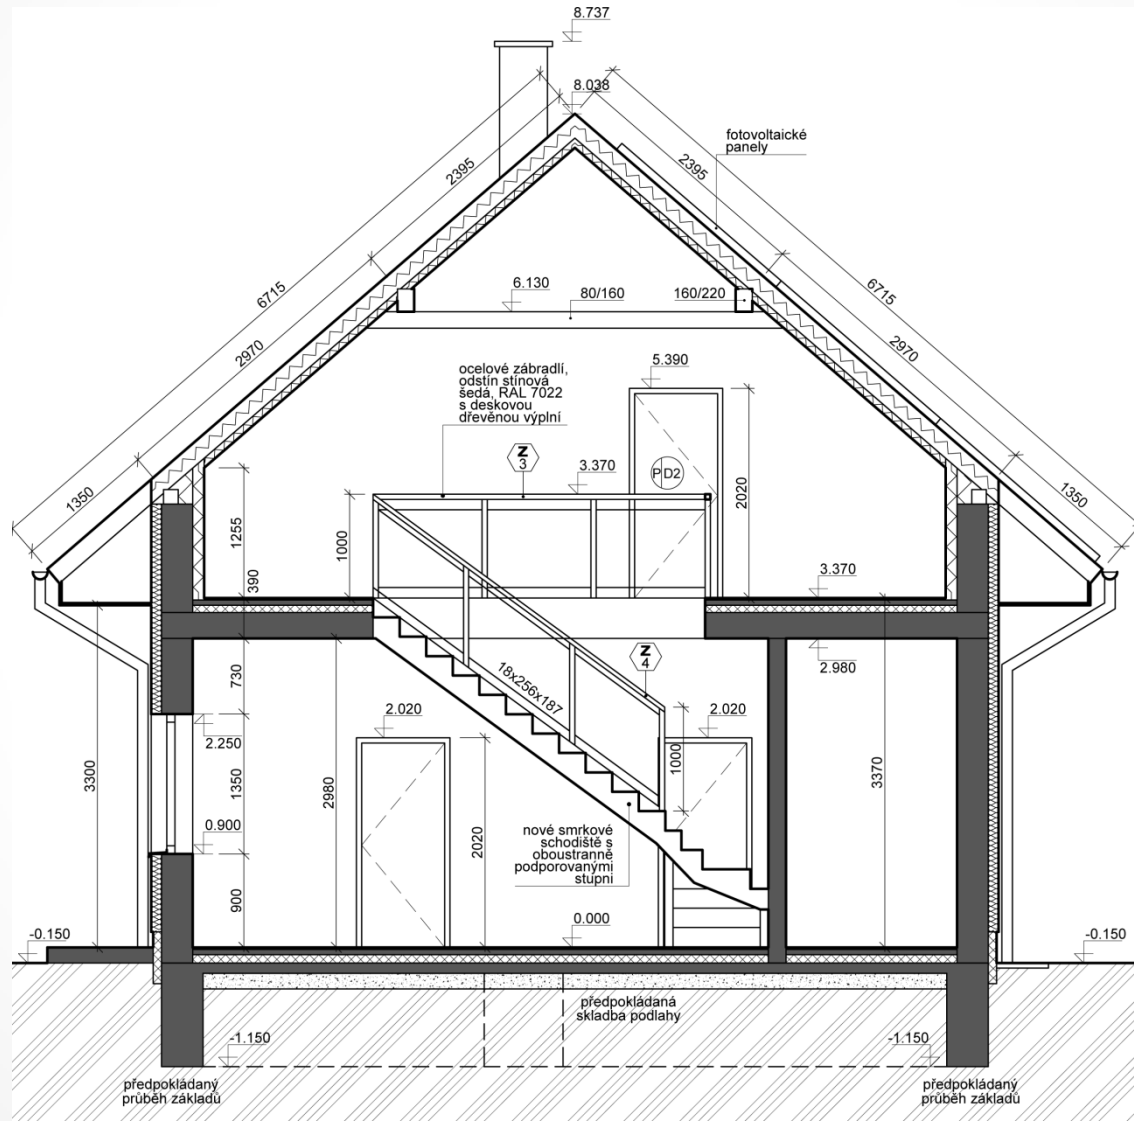 8.737
8.038
fotovoltaické
panely
2395
2395
6715
6715
6.130
80/160
160/220
2970
2970
ocelové zábradlí,
odstín stínová
šedá, RAL 7022
s deskovou
dřevěnou výplní
5.390
Z
3
3.370
P D2
2020
1350
1350
1255
1000
390
3.370
Z
4
2.980
730
18x256x187
2.020
2.020
2.250
1000
3300
1350
2980
3370
0.900
2020
nové smrkové
schodiště s
oboustranně
podporovanými
stupni
900
0.000
-0.150
-0.150
předpokládaná
skladba podlahy
-1.150
-1.150
předpokládaný
průběh základů
předpokládaný
průběh základů